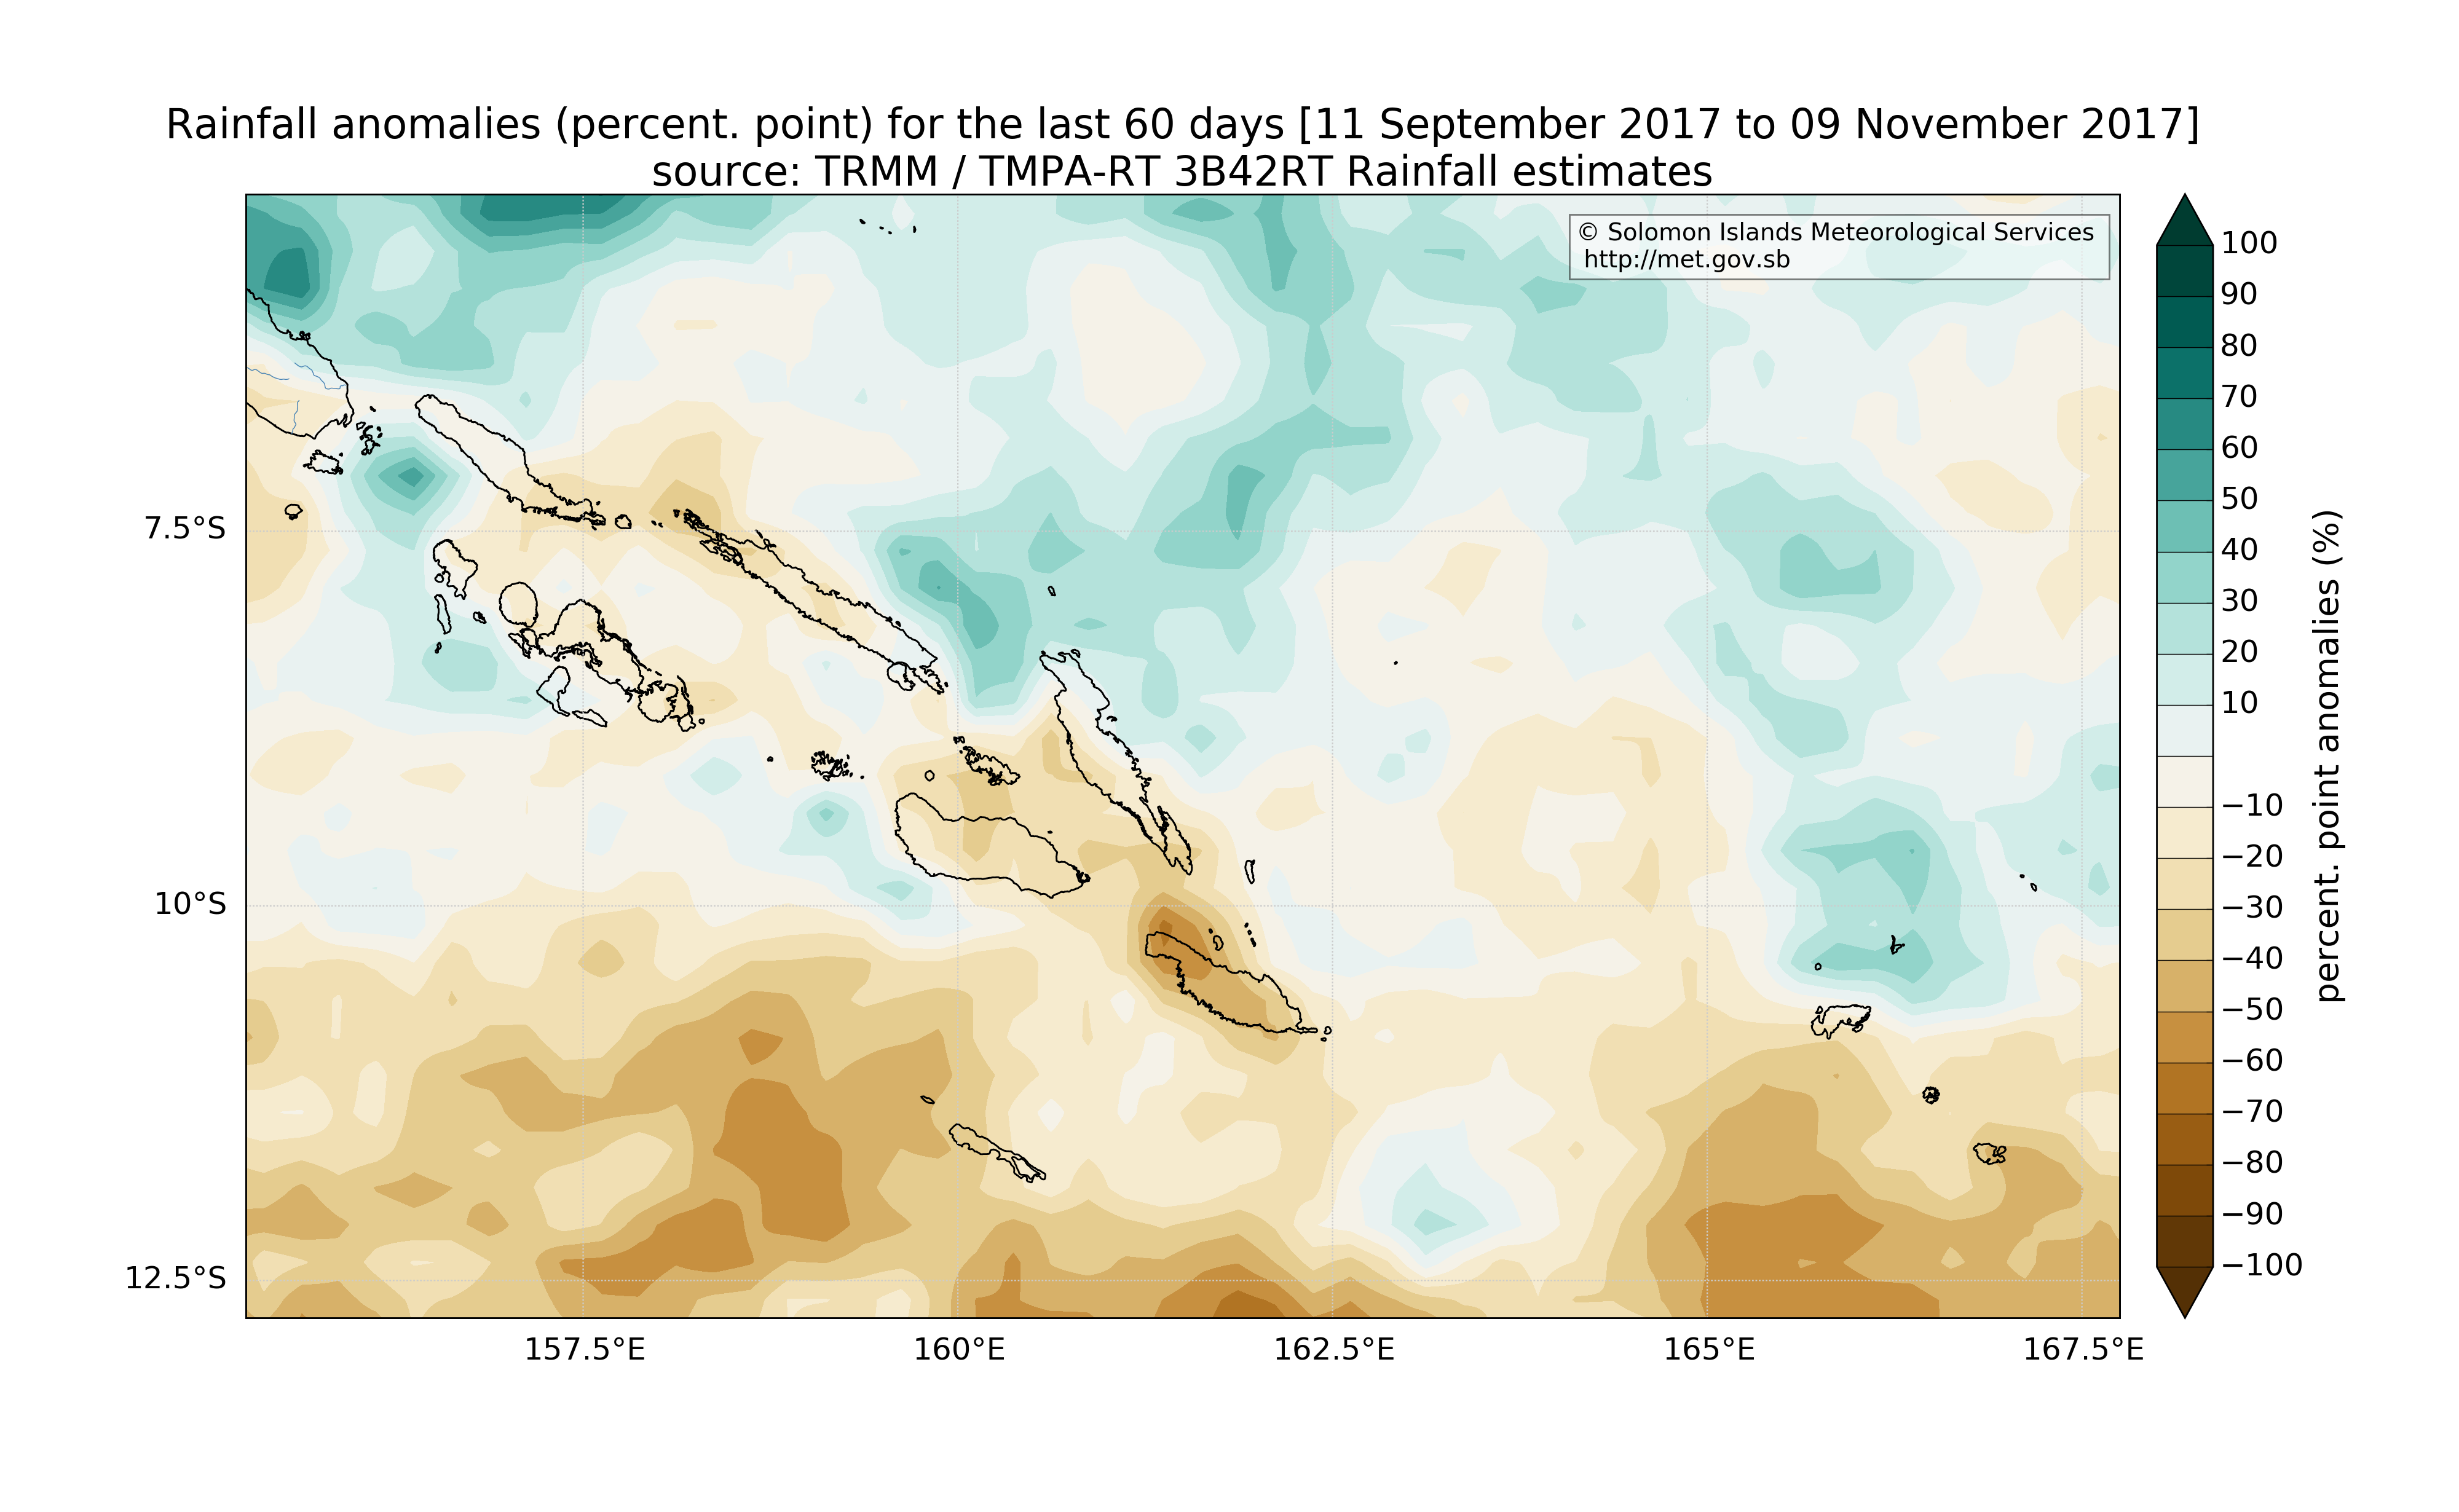 Rainfall anomalies (percent. point) for the last 60 days [11 September 2017 to 09 November 2017]
source: TRMM / TMPA-RT 3B42RT Rainfall estimates
© Solomon Islands Meteorological Services
http://met.gov.sb
7.5°S
10°S
12.5°S
157.5°E
160°E
162.5°E
165°E
167.5°E
100
90
80
70
60
50
40
30
20
10
−10
−20
−30
−40
−50
−60
−70
−80
−90
−100
percent. point anomalies (%)